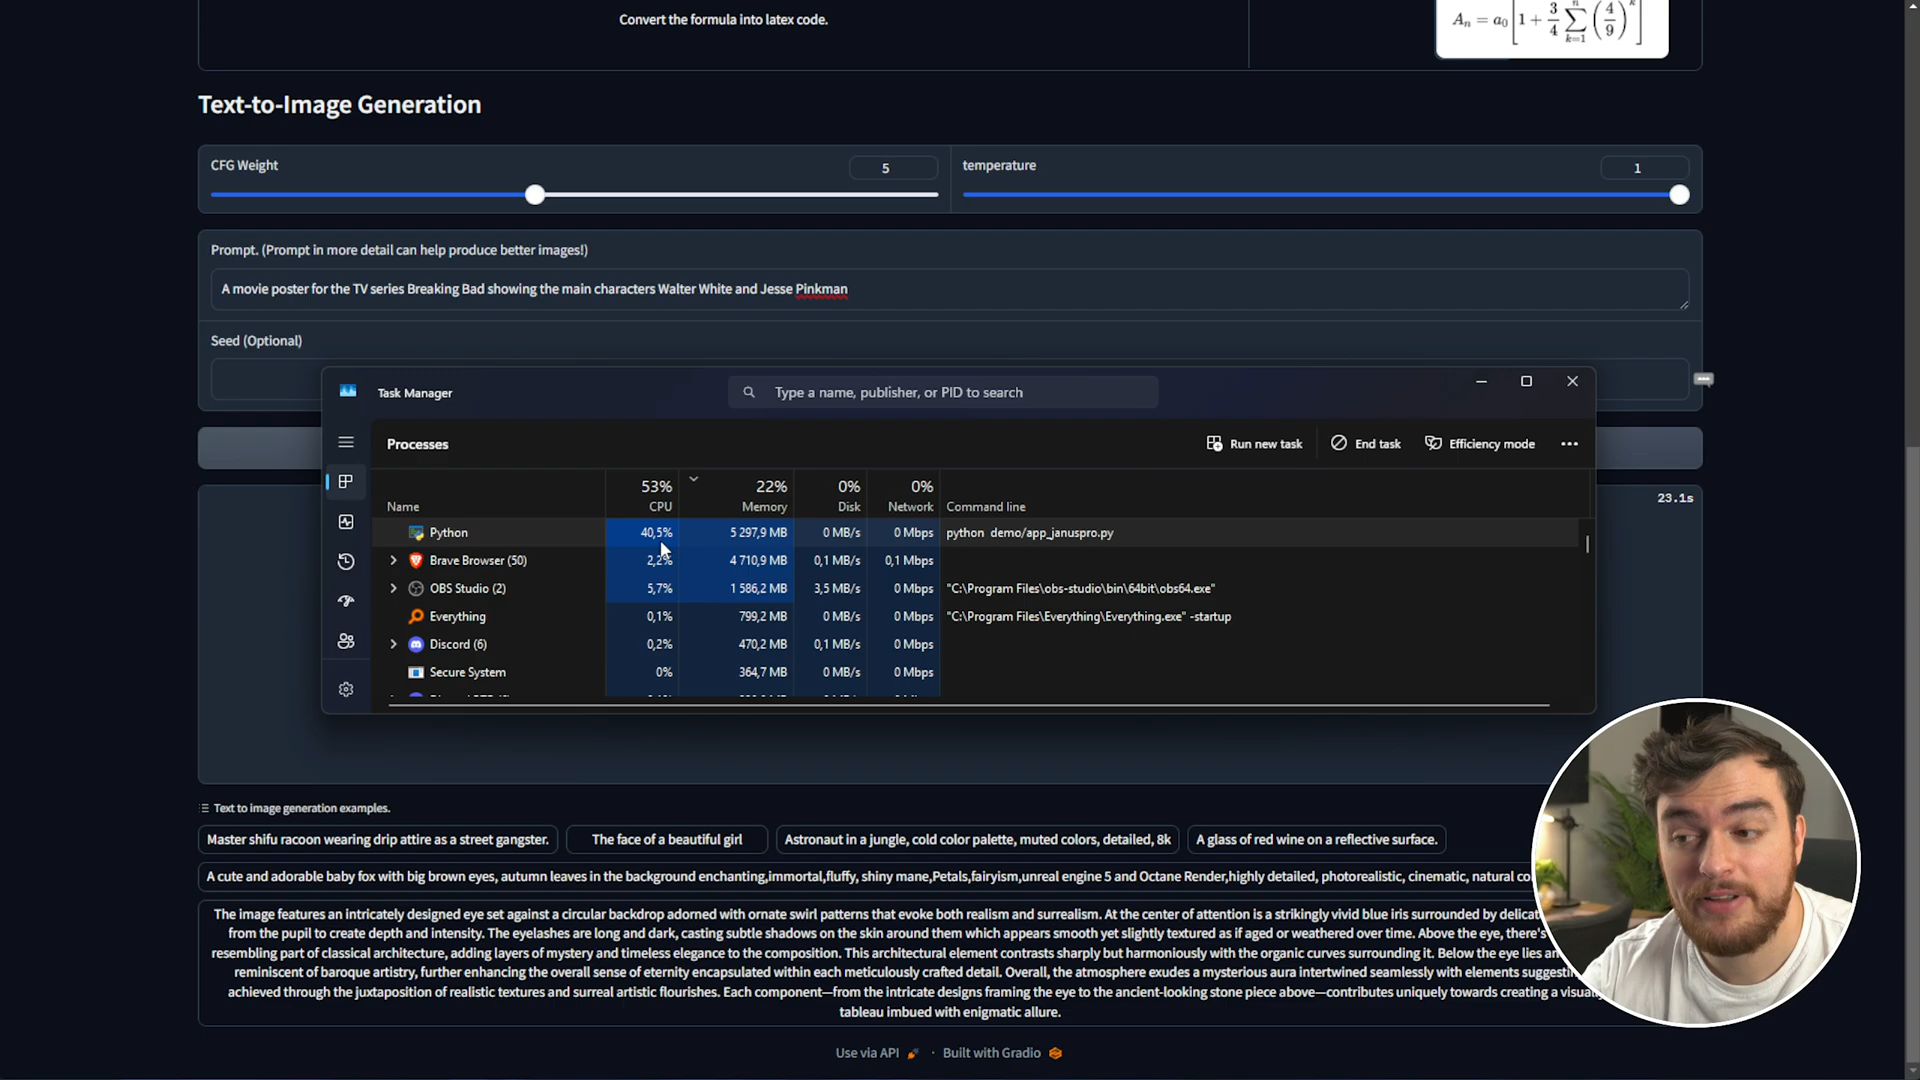 Convert the formula into latex code.
Aₙ = a₀ [1 + 3/4 Σ k=1 n (4/9)ᵏ]
Text-to-Image Generation
CFG Weight
5
temperature
1
Prompt. (Prompt in more detail can help produce better images!)
A movie poster for the TV series Breaking Bad showing the main characters Walter White and Jesse Pinkman
Seed (Optional)
Task Manager
Type a name, publisher, or PID to search
Processes
Run new task
End task
Efficiency mode
23.1s
53% 22% 0% 0%
Name CPU Memory Disk Network Command line
Python 40,5% 5 297,9 MB 0 MB/s 0 Mbps python demo/app_januspro.py
Brave Browser (50) 2,2% 4 710,9 MB 0,1 MB/s 0,1 Mbps
OBS Studio (2) 5,7% 1 586,2 MB 3,5 MB/s 0 Mbps "C:\Program Files\obs-studio\bin\64bit\obs64.exe"
Everything 0,1% 799,2 MB 0 MB/s 0 Mbps "C:\Program Files\Everything\Everything.exe" -startup
Discord (6) 0,2% 470,2 MB 0,1 MB/s 0 Mbps
Secure System 0% 364,7 MB 0 MB/s 0 Mbps
Text to image generation examples.
Master shifu racoon wearing drip attire as a street gangster.
The face of a beautiful girl
Astronaut in a jungle, cold color palette, muted colors, detailed, 8k
A glass of red wine on a reflective surface.
A cute and adorable baby fox with big brown eyes, autumn leaves in the background enchanting,immortal,fluffy, shiny mane,Petals,fairyism,unreal engine 5 and Octane Render,highly detailed, photorealistic, cinematic, natural
The image features an intricately designed eye set against a circular backdrop adorned with ornate swirl patterns that evoke both realism and surrealism. At the center of attention is a strikingly vivid blue iris surrounded by
from the pupil to create depth and intensity. The eyelashes are long and dark, casting subtle shadows on the skin around them which appears smooth yet slightly textured as if aged or weathered over time. Above the eye, there's
resembling part of classical architecture, adding layers of mystery and timeless elegance to the composition. This architectural element contrasts sharply but harmoniously with the organic curves surrounding it. Below the eye lies
reminiscent of baroque artistry, further enhancing the overall sense of eternity encapsulated within each meticulously crafted detail. Overall, the atmosphere exudes a mysterious aura intertwined seamlessly with elements
achieved through the juxtaposition of realistic textures and surreal artistic flourishes. Each component—from the intricate designs framing the eye to the ancient-looking stone piece above—contributes uniquely towards creating a
tableau imbued with enigmatic allure.
Use via API · Built with Gradio